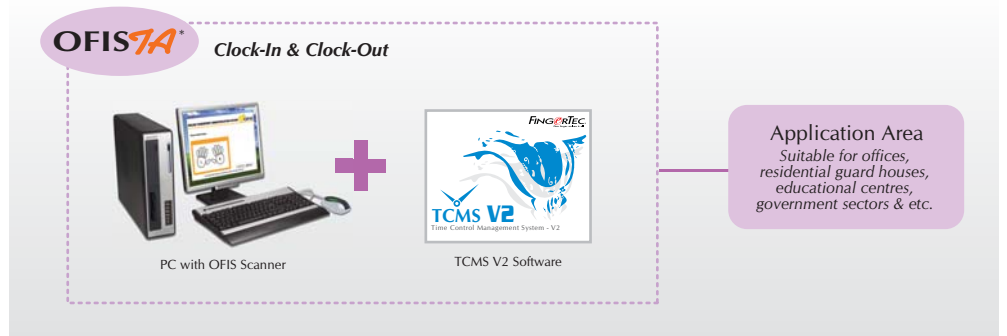 OFISTA*
Clock-In & Clock-Out
FINGERTEC
TCMS V2
Time Control Management System - V2
PC with OFIS Scanner
TCMS V2 Software
Application Area
Suitable for offices,
residential guard houses,
educational centres,
government sectors & etc.